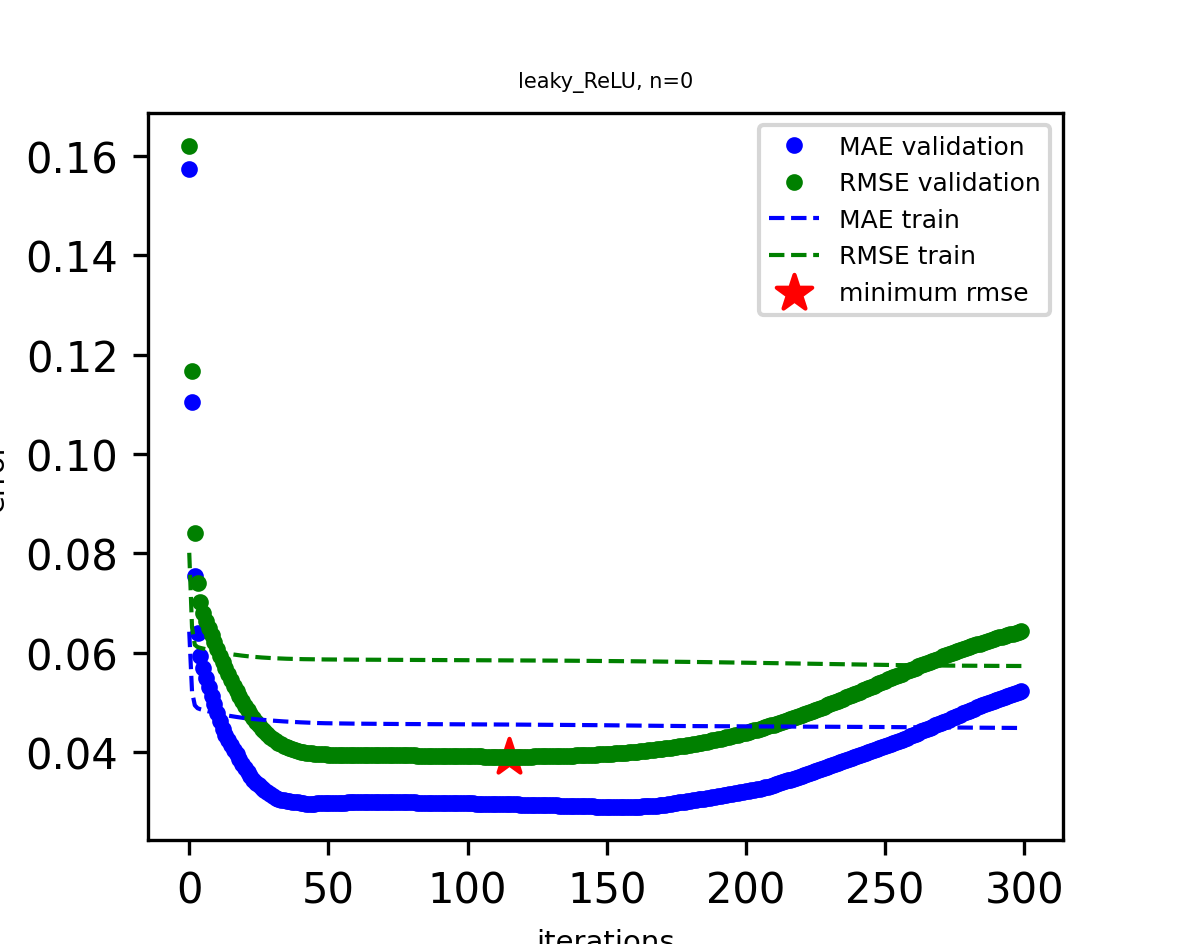 leaky_ReLU, n=0
0.16
0.14
0.12
0.10
0.08
0.06
0.04
MAE validation
RMSE validation
MAE train
RMSE train
minimum rmse
0 50 100 150 200 250 300
iterations